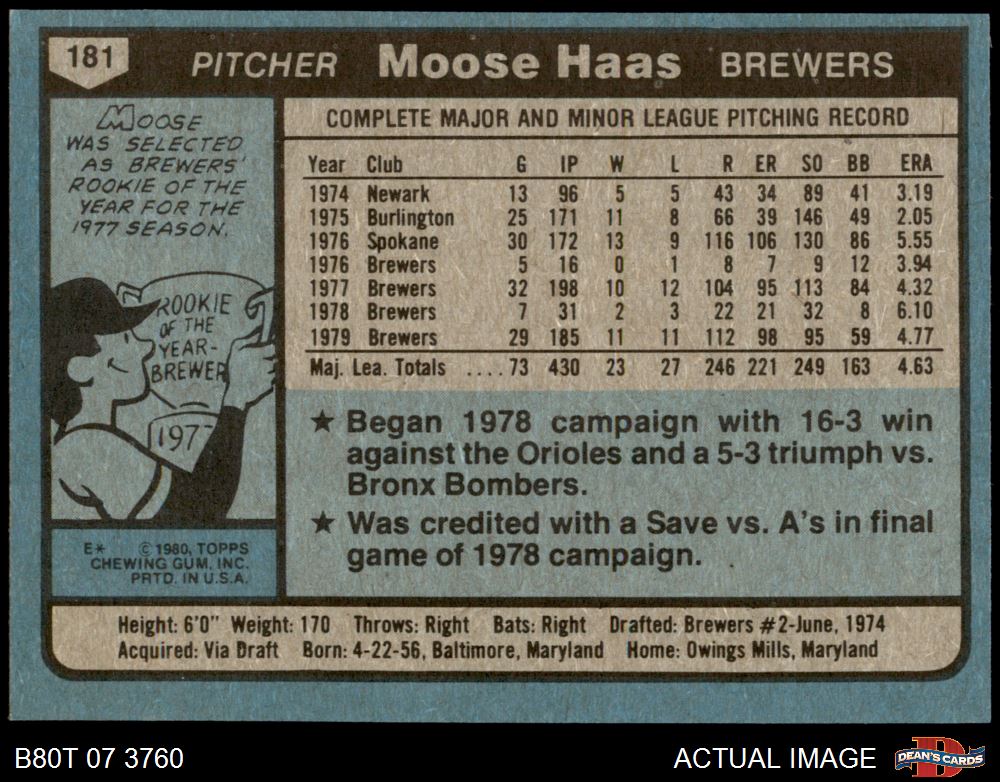 181 PITCHER Moose Haas BREWERS
MOOSE
WAS SELECTED
AS BREWERS'
ROOKIE OF THE
YEAR FOR THE
1977 SEASON.
ROOKIE
OF THE
YEAR-
BREWER
1977
E* © 1980, TOPPS
CHEWING GUM, INC.
PRTD. IN U.S.A.
COMPLETE MAJOR AND MINOR LEAGUE PITCHING RECORD
Year Club G IP W L R ER SO BB ERA
1974 Newark 13 96 5 5 43 34 89 41 3.19
1975 Burlington 25 171 11 8 66 39 146 49 2.05
1976 Spokane 30 172 13 9 116 106 130 86 5.55
1976 Brewers 5 16 0 1 8 7 9 12 3.94
1977 Brewers 32 198 10 12 104 95 113 84 4.32
1978 Brewers 7 31 2 3 22 21 32 8 6.10
1979 Brewers 29 185 11 11 112 98 95 59 4.77
Maj. Lea. Totals ....73 430 23 27 246 221 249 163 4.63
★ Began 1978 campaign with 16-3 win
against the Orioles and a 5-3 triumph vs.
Bronx Bombers.
★ Was credited with a Save vs. A's in final
game of 1978 campaign.
Height: 6'0" Weight: 170 Throws: Right Bats: Right Drafted: Brewers #2-June, 1974
Acquired: Via Draft Born: 4-22-56, Baltimore, Maryland Home: Owings Mills, Maryland
B80T 07 3760 ACTUAL IMAGE D DEAN'S CARDS